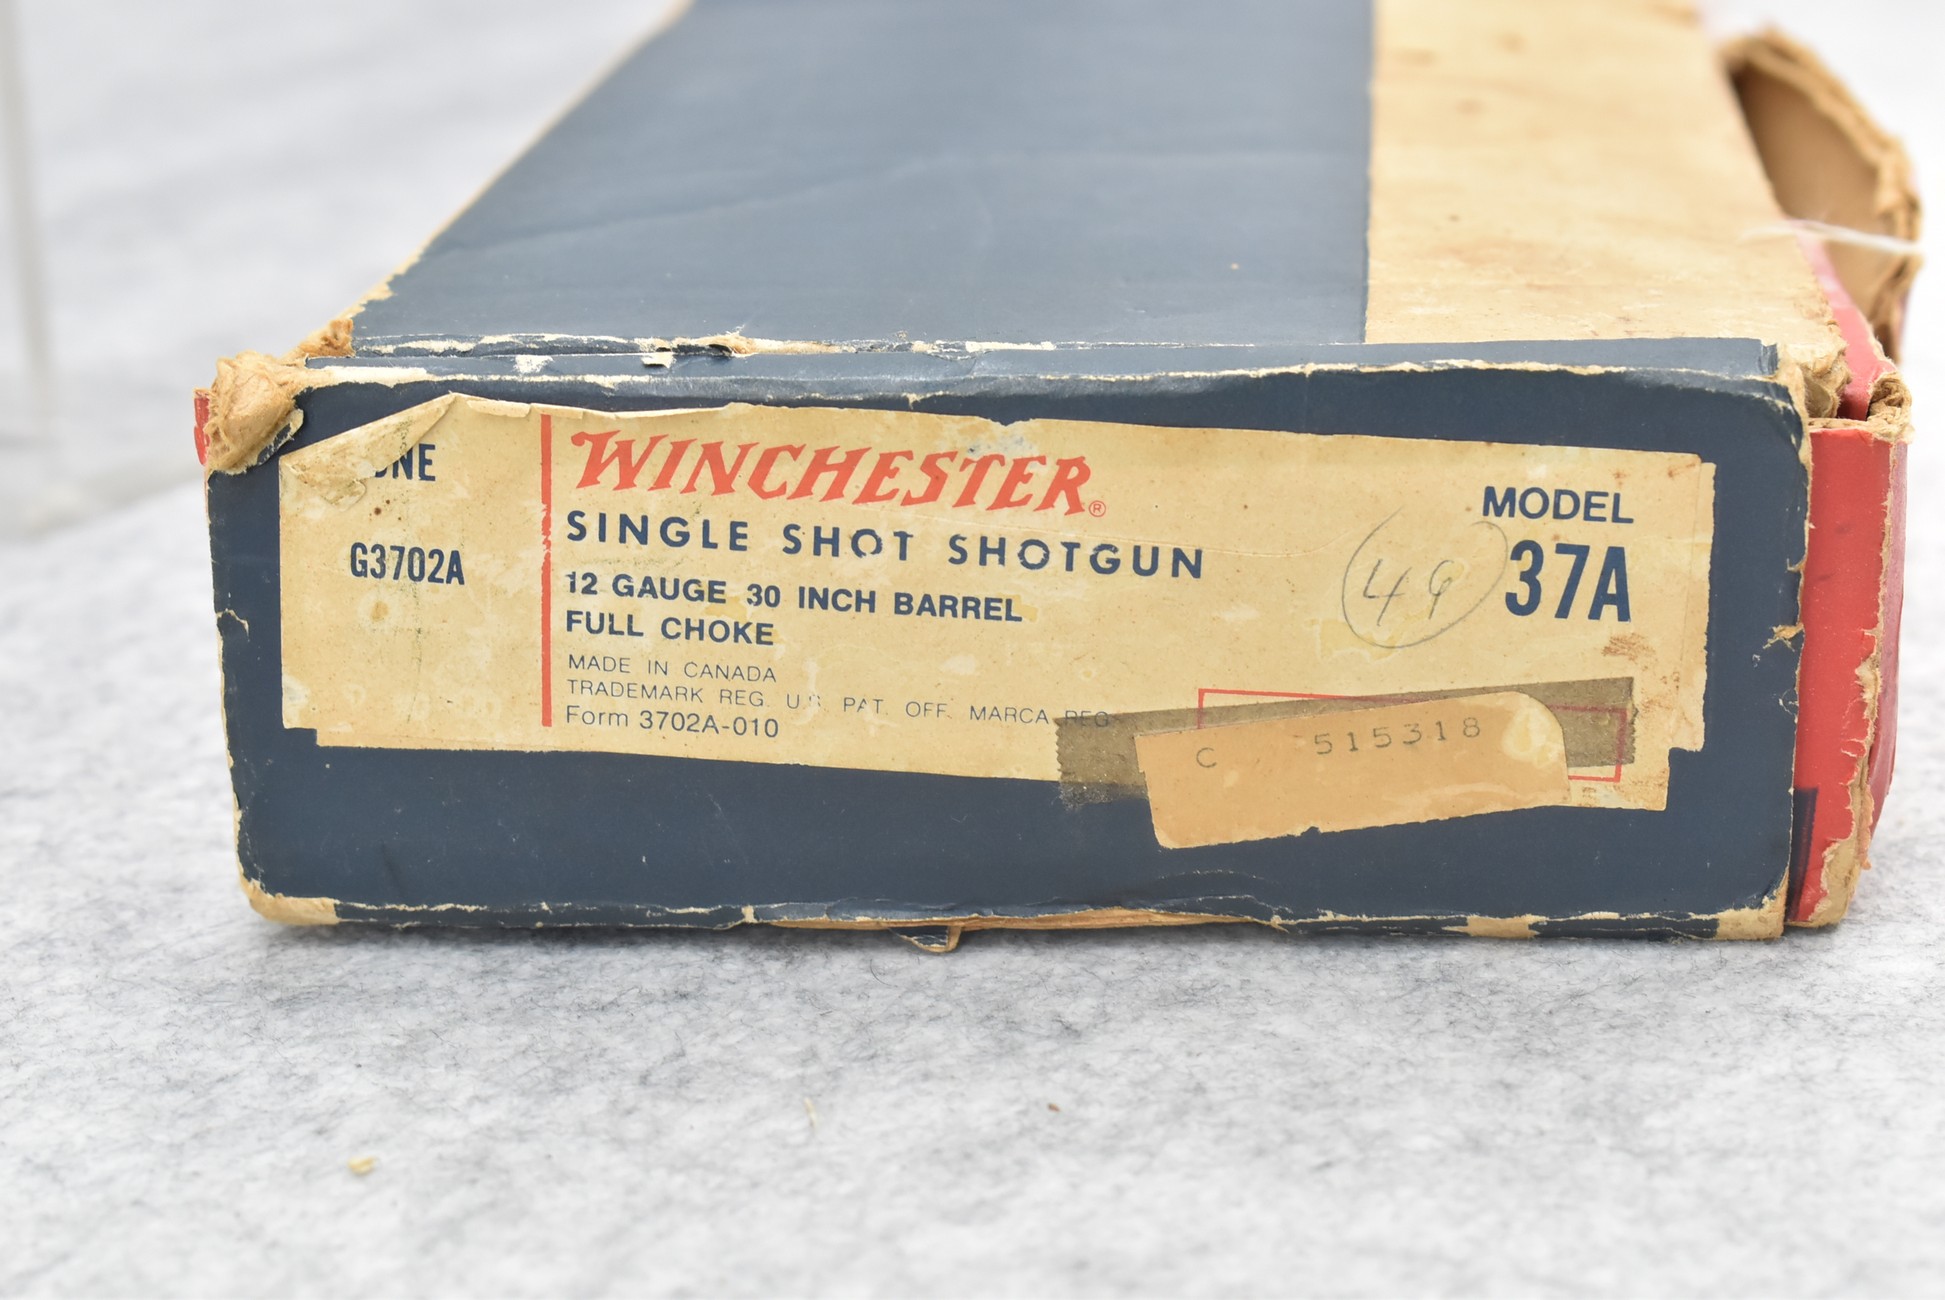 G3702A
WINCHESTER®
SINGLE SHOT SHOTGUN
12 GAUGE 30 INCH BARREL
FULL CHOKE
MADE IN CANADA
TRADEMARK REG. U.S. PAT. OFF. MARCA REG
Form 3702A-010
MODEL
37A
49
C 515318